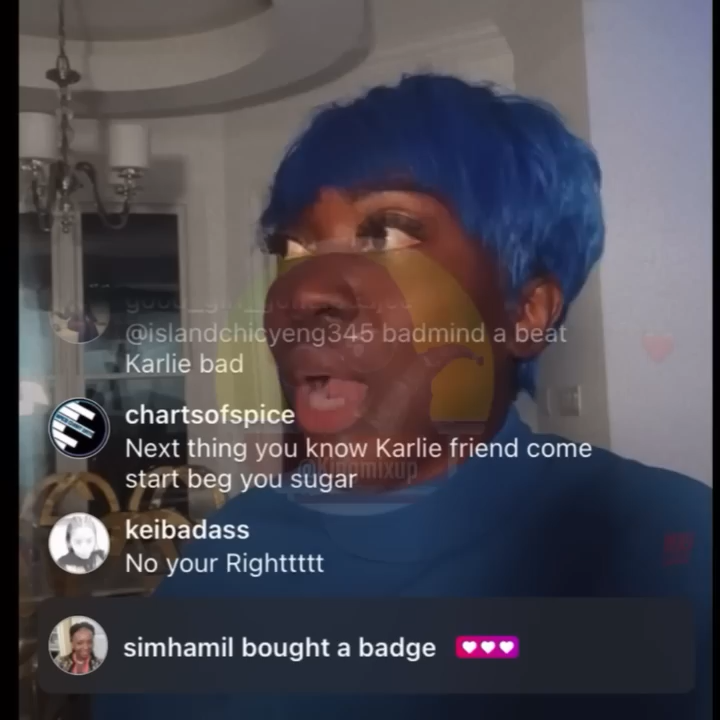 @islandchicyeng345 badmind a beat
Karlie bad
chartsofspice
Next thing you know Karlie friend come
start beg you sugar
@kingmixup
keibadass
No your Righttttt
simhamil bought a badge